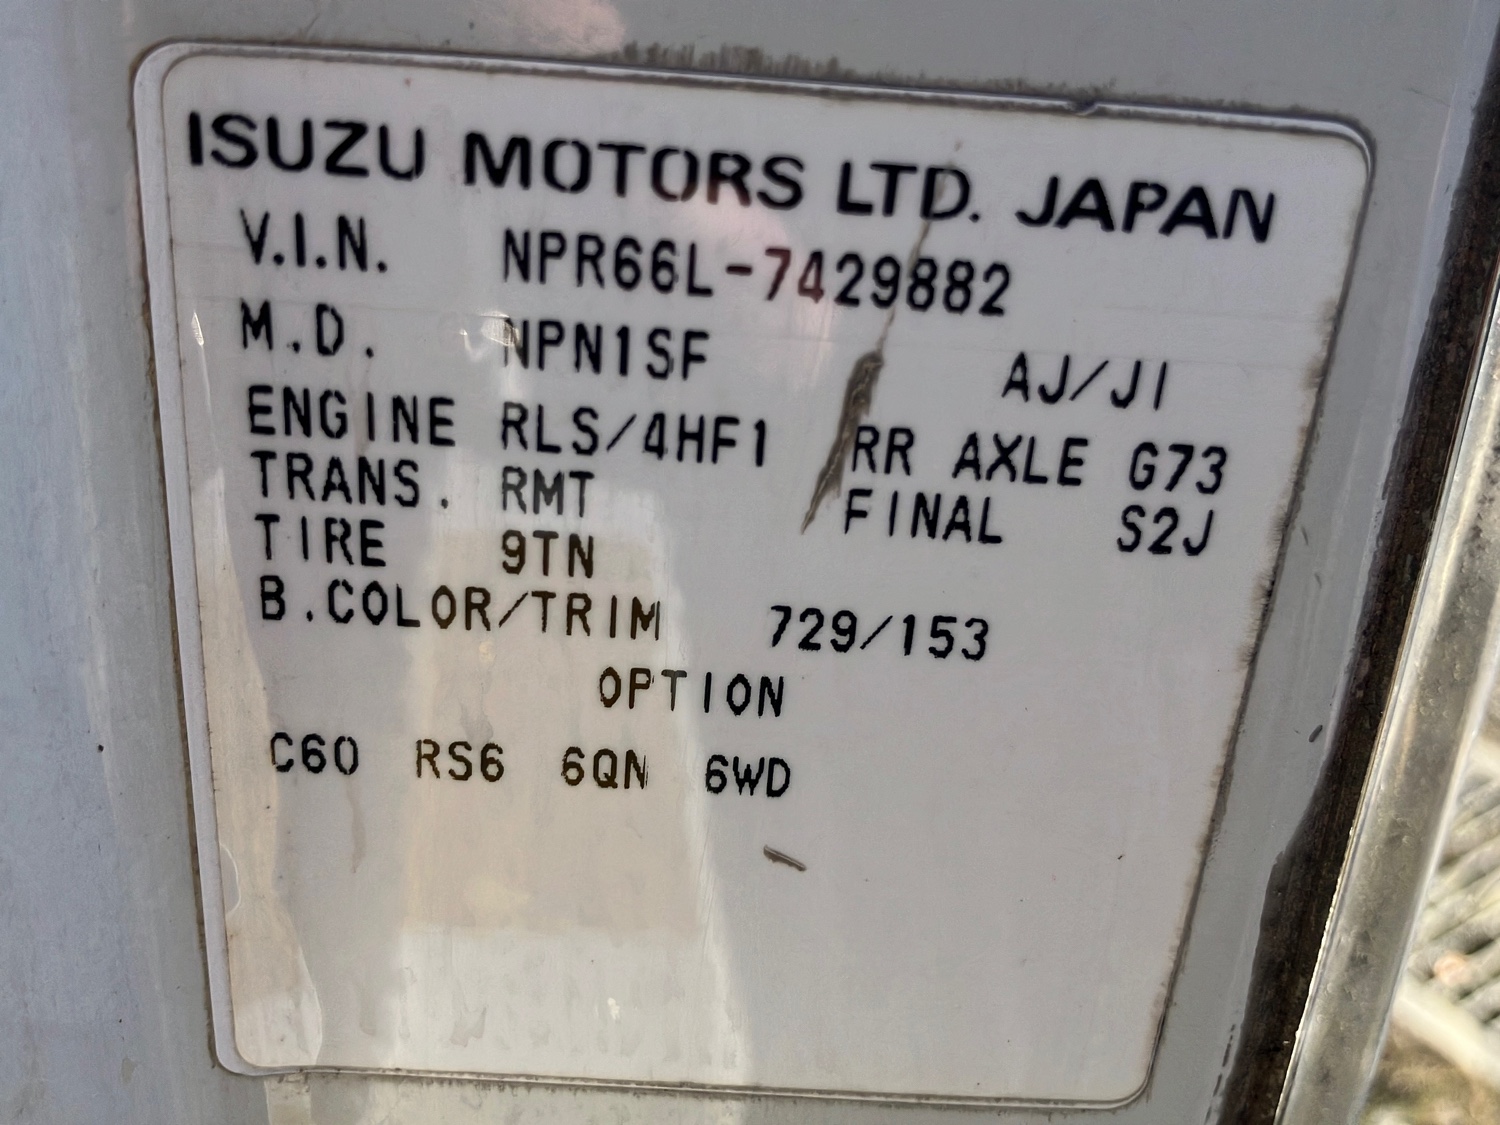 ISUZU MOTORS LTD. JAPAN
V.I.N. NPR66L-7429882
M.D. NPN1SF AJ/JI
ENGINE RLS/4HF1 RR AXLE G73
TRANS. RMT FINAL S2J
TIRE 9TN
B.COLOR/TRIM 729/153
OPTION
C60 RS6 6QN 6WD